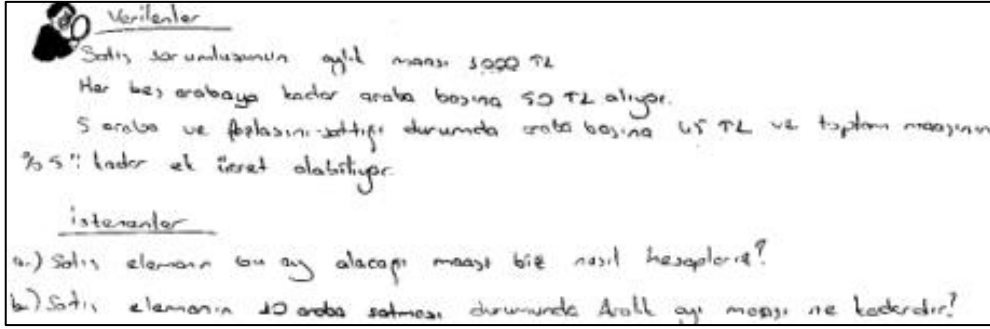 Verilenler
Satış sorumlusunun aylık maaşı 1000 TL
Her beş arabaya kadar araba başına 50 TL alıyor.
5 araba ve fazlasını sattığı durumda araba başına 45 TL ve toplam maaşının
%5'i kadar ek ücret alabiliyor.
İstenenler
a.) Satış elemanın bu ay alacağı maaşı biz nasıl hesaplarız?
b.) Satış elemanın 10 araba satması durumunda Aralık ayı maaşı ne kadardır?